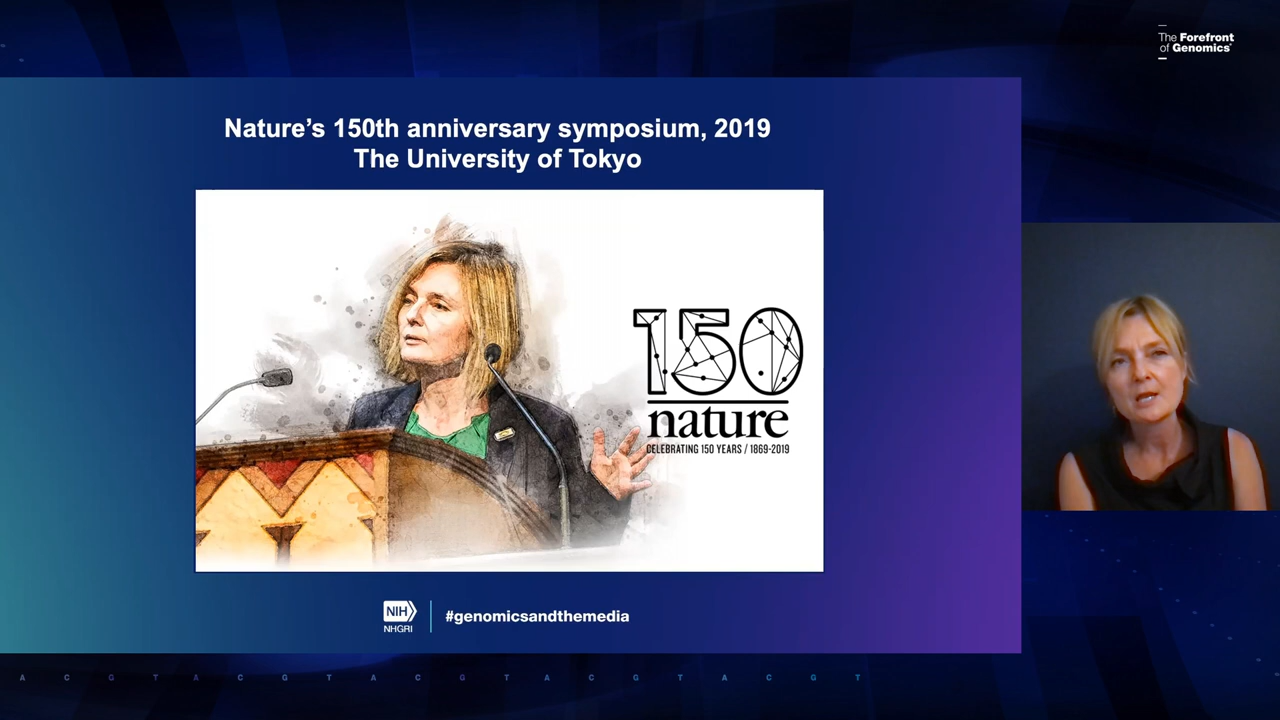 The Forefront
of Genomics®
Nature's 150th anniversary symposium, 2019
The University of Tokyo
150
nature
CELEBRATING 150 YEARS / 1869-2019
NIH
NHGRI
#genomicsandthemedia
A C G T A C G T A C G T A C G T A C G T